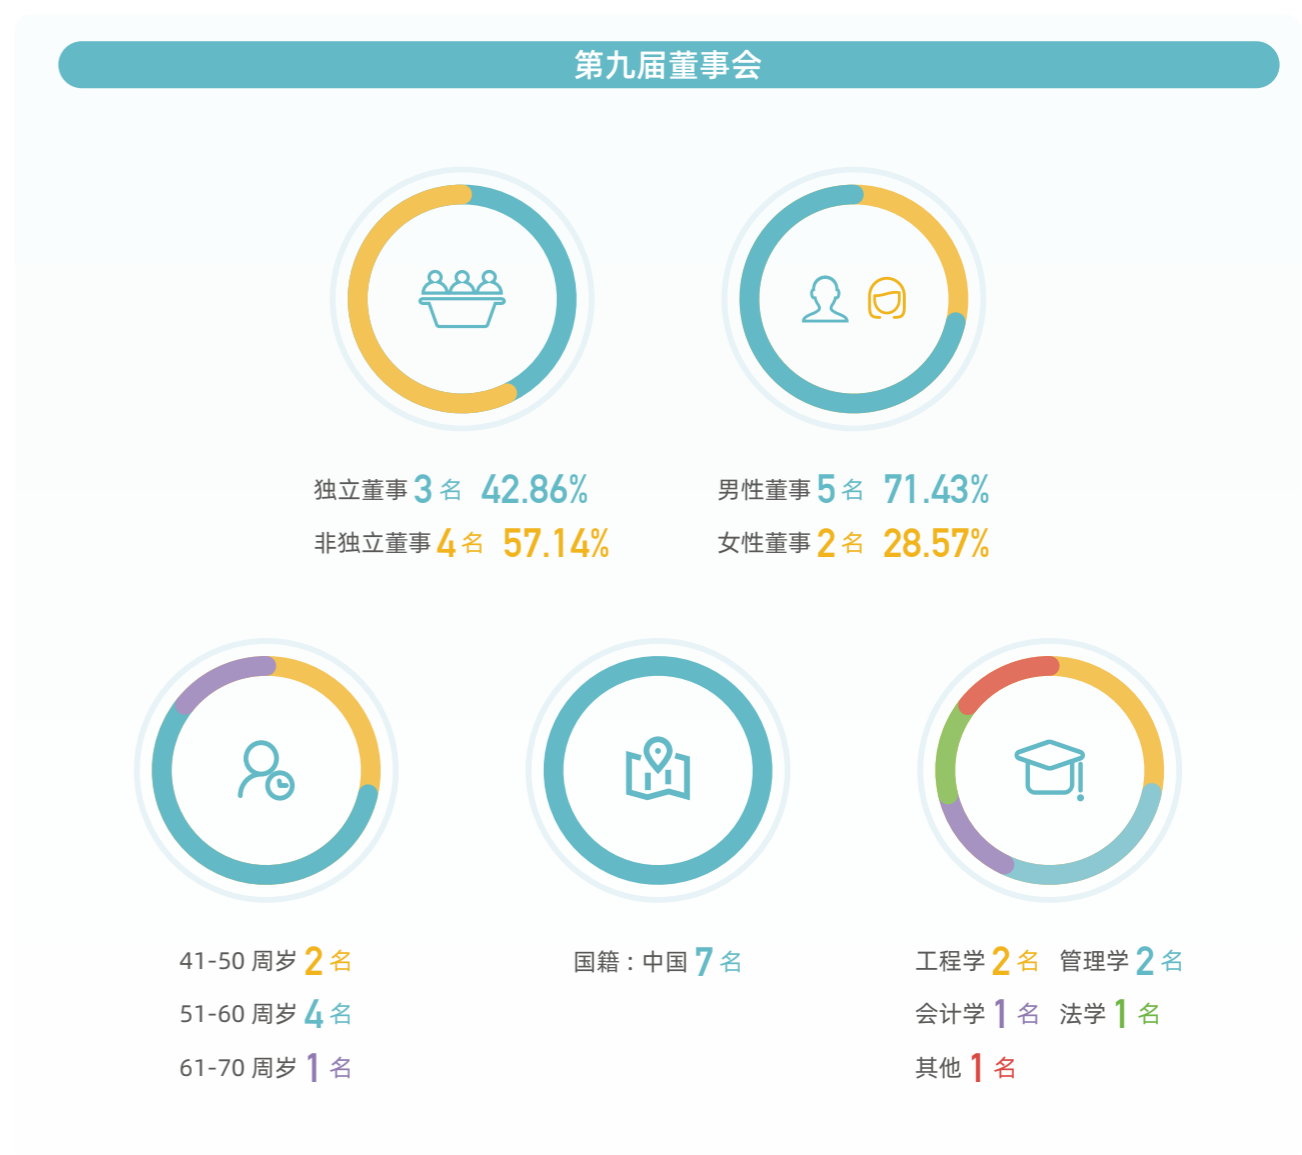 第九届董事会
独立董事 3 名 42.86%
非独立董事 4 名 57.14%
男性董事 5 名 71.43%
女性董事 2 名 28.57%
41-50 周岁 2 名
51-60 周岁 4 名
61-70 周岁 1 名
国籍：中国 7 名
工程学 2 名 管理学 2 名
会计学 1 名 法学 1 名
其他 1 名